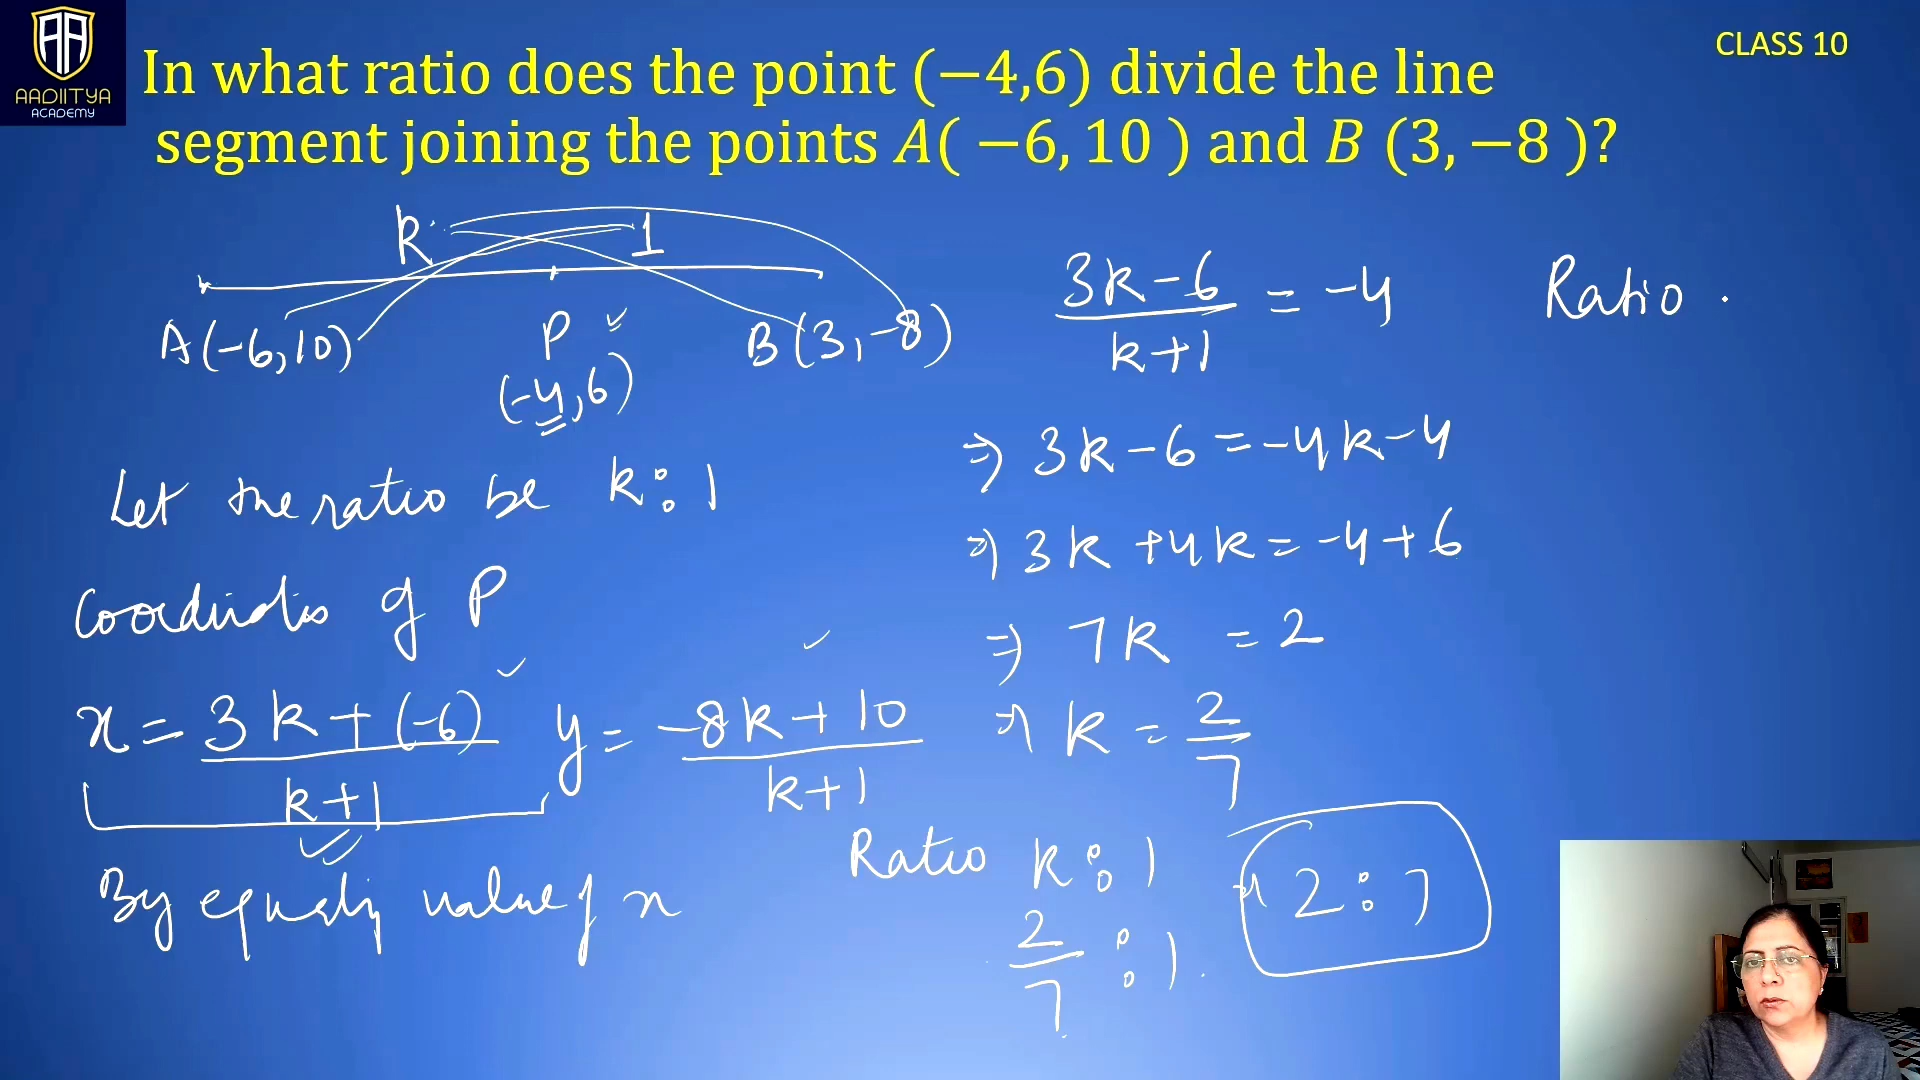 AADIITYA
ACADEMY
CLASS 10
In what ratio does the point (−4,6) divide the line
segment joining the points A( −6, 10 ) and B (3, −8 )?
k 1
A(-6,10) P B(3,-8)
(-4,6)
Let the ratio be k:1
Coordinates of P
x = 3k+(-6) / k+1
y = -8k+10 / k+1
By equating value of x
3k-6 / k+1 = -4
⇒ 3k-6 = -4k-4
⇒ 3k+4k = -4+6
⇒ 7k = 2
⇒ k = 2/7
Ratio k:1
2/7 : 1
⇒ 2:7
Ratio .